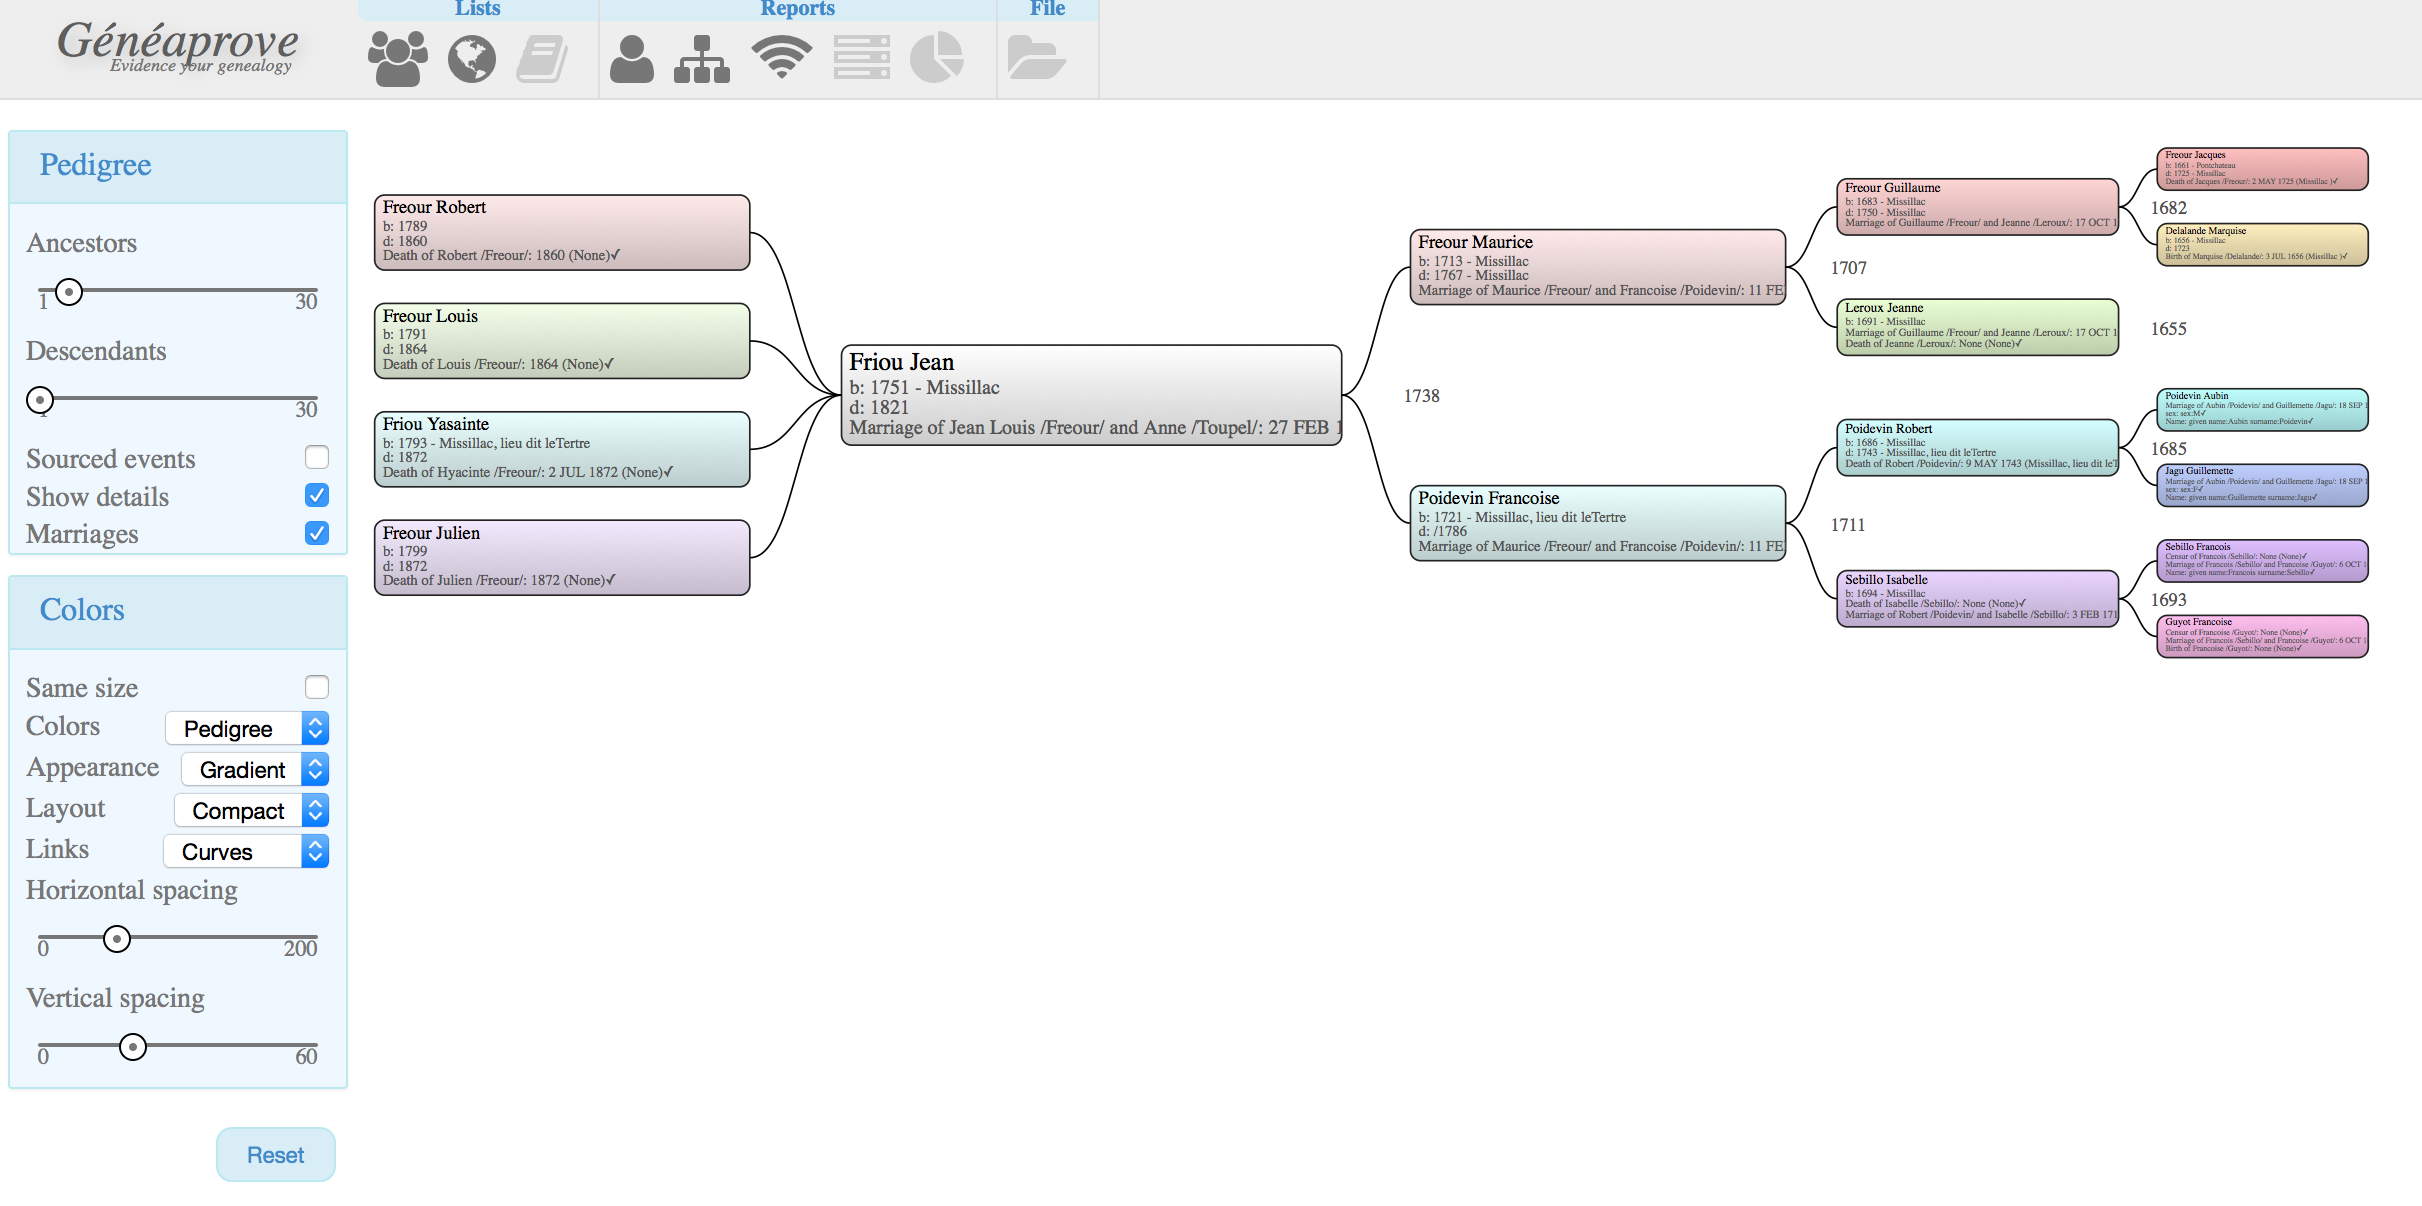 Généaprove
Evidence your genealogy
Lists
Reports
File
Pedigree
Ancestors
1
30
Descendants
30
Sourced events
Show details
Marriages
Colors
Same size
Colors
Pedigree
Appearance
Gradient
Layout
Compact
Links
Curves
Horizontal spacing
0
200
Vertical spacing
0
60
Reset
Freour Robert
b: 1789
d: 1860
Death of Robert /Freour/: 1860 (None)✓
Freour Louis
b: 1791
d: 1864
Death of Louis /Freour/: 1864 (None)✓
Friou Yasainte
b: 1793 - Missillac, lieu dit leTertre
d: 1872
Death of Hyacinte /Freour/: 2 JUL 1872 (None)✓
Freour Julien
b: 1799
d: 1872
Death of Julien /Freour/: 1872 (None)✓
Friou Jean
b: 1751 - Missillac
d: 1821
Marriage of Jean Louis /Freour/ and Anne /Toupel/: 27 FEB 1
1738
Freour Maurice
b: 1713 - Missillac
d: 1767 - Missillac
Marriage of Maurice /Freour/ and Francoise /Poidevin/: 11 FE
Poidevin Francoise
b: 1721 - Missillac, lieu dit leTertre
d: /1786
Marriage of Maurice /Freour/ and Francoise /Poidevin/: 11 FE
1707
1711
Freour Guillaume
b: 1683 - Missillac
d: 1750 - Missillac
Marriage of Guillaume /Freour/ and Jeanne /Leroux/: 17 OCT 1
Leroux Jeanne
b: 1691 - Missillac
Marriage of Guillaume /Freour/ and Jeanne /Leroux/: 17 OCT 1
Death of Jeanne /Leroux/: None (None)✓
Poidevin Robert
b: 1686 - Missillac
d: 1743 - Missillac, lieu dit leTertre
Death of Robert /Poidevin/: 9 MAY 1743 (Missillac, lieu dit leT
Sebillo Isabelle
b: 1694 - Missillac
Death of Isabelle /Sebillo/: None (None)✓
Marriage of Robert /Poidevin/ and Isabelle /Sebillo/: 3 FEB 171
1682
1655
1685
1693
Freour Jacques
b: 1661 - Pontchateau
d: 1725 - Missillac
Death of Jacques /Freour/: 2 MAY 1725 (Missillac )✓
Delalande Marquise
b: 1656 - Missillac
d: 1723
Birth of Marquise /Delalande/: 3 JUL 1656 (Missillac )✓
Poidevin Aubin
Marriage of Aubin /Poidevin/ and Guillemette /Jagu/: 18 SEP 1
sex: sex:M✓
Name: given name:Aubin surname:Poidevin✓
Jagu Guillemette
Marriage of Aubin /Poidevin/ and Guillemette /Jagu/: 18 SEP 1
sex: sex:F✓
Name: given name:Guillemette surname:Jagu✓
Sebillo Francois
Censur of Francois /Sebillo/: None (None)✓
Marriage of Francois /Sebillo/ and Francoise /Guyot/: 6 OCT 1
Name: given name:Francois surname:Sebillo✓
Guyot Francoise
Censur of Francoise /Guyot/: None (None)✓
Marriage of Francois /Sebillo/ and Francoise /Guyot/: 6 OCT 1
Birth of Francoise /Guyot/: None (None)✓